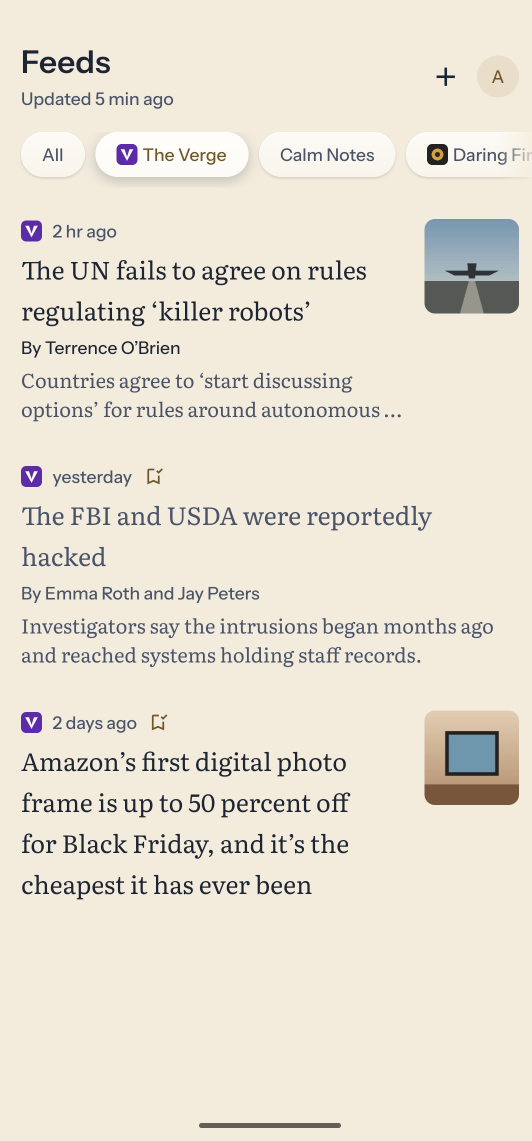 Feeds
Updated 5 min ago
A
All
The Verge
Calm Notes
Daring Fir
2 hr ago
The UN fails to agree on rules
regulating ‘killer robots’
By Terrence O’Brien
Countries agree to ‘start discussing
options’ for rules around autonomous …
yesterday
The FBI and USDA were reportedly
hacked
By Emma Roth and Jay Peters
Investigators say the intrusions began months ago
and reached systems holding staff records.
2 days ago
Amazon’s first digital photo
frame is up to 50 percent off
for Black Friday, and it’s the
cheapest it has ever been